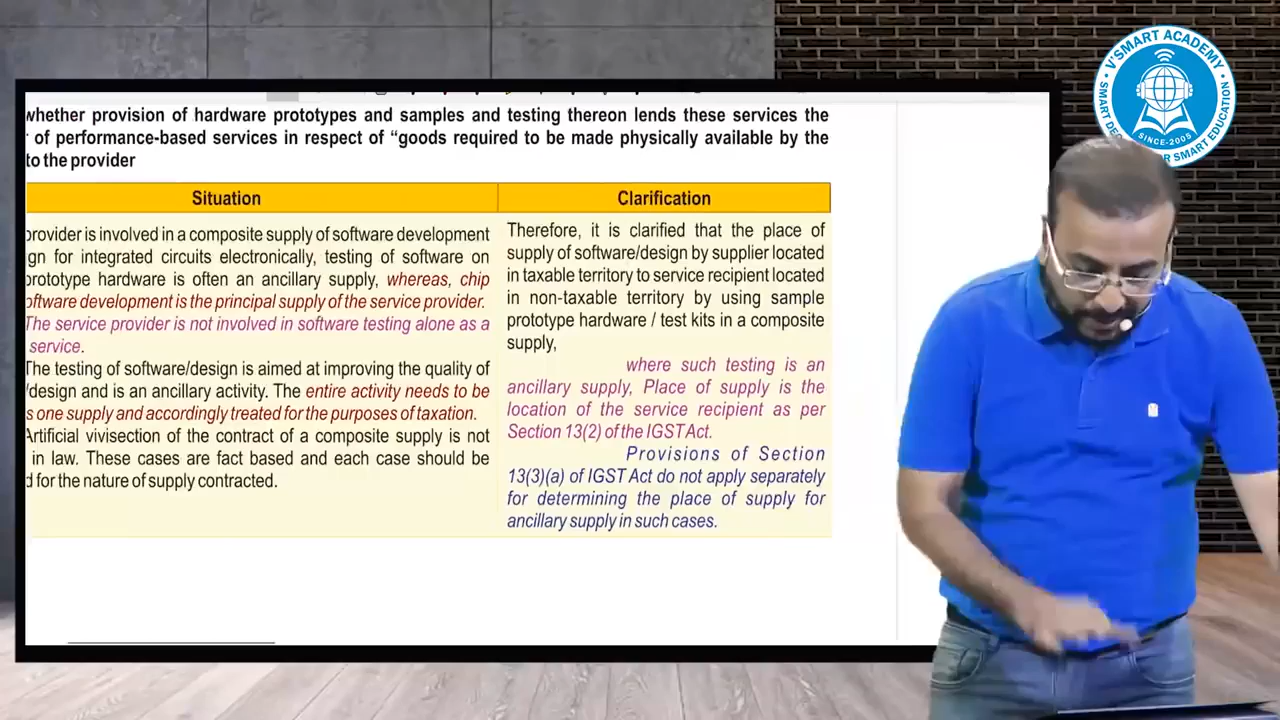 whether provision of hardware prototypes and samples and testing thereon lends these services the
of performance-based services in respect of “goods required to be made physically available by the
to the provider
Situation
Clarification
provider is involved in a composite supply of software development
gn for integrated circuits electronically, testing of software on
prototype hardware is often an ancillary supply, whereas, chip
oftware development is the principal supply of the service provider.
The service provider is not involved in software testing alone as a
service.
The testing of software/design is aimed at improving the quality of
/design and is an ancillary activity. The entire activity needs to be
s one supply and accordingly treated for the purposes of taxation.
Artificial vivisection of the contract of a composite supply is not
in law. These cases are fact based and each case should be
d for the nature of supply contracted.
Therefore, it is clarified that the place of
supply of software/design by supplier located
in taxable territory to service recipient located
in non-taxable territory by using sample
prototype hardware / test kits in a composite
supply,
where such testing is an
ancillary supply, Place of supply is the
location of the service recipient as per
Section 13(2) of the IGST Act.
Provisions of Section
13(3)(a) of IGST Act do not apply separately
for determining the place of supply for
ancillary supply in such cases.
V'SMART ACADEMY
SINCE-2005
SMART
FOR SMART EDUCATION